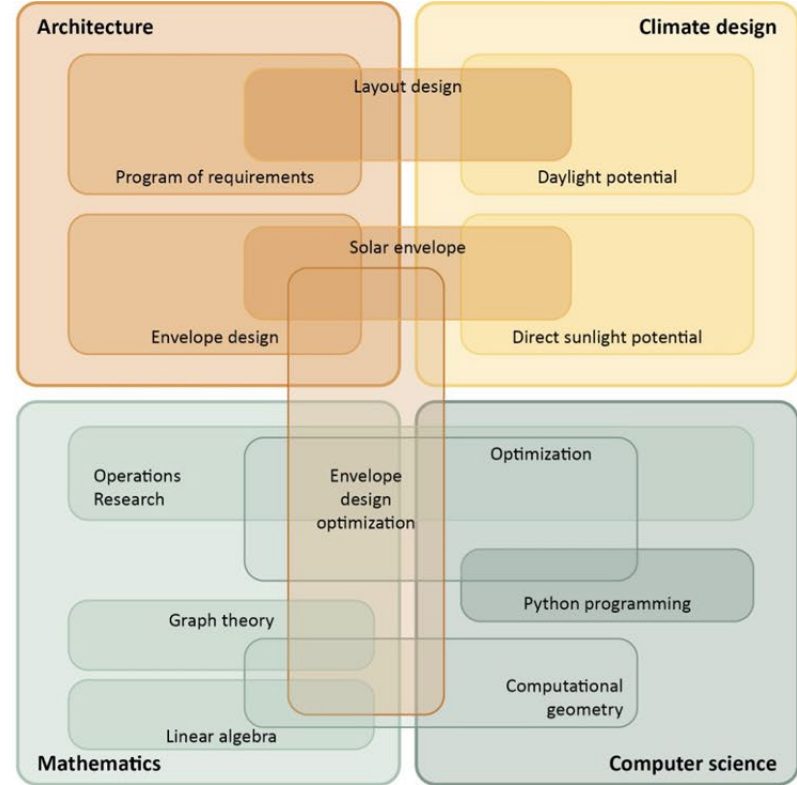 Architecture
Climate design
Layout design
Program of requirements
Daylight potential
Solar envelope
Envelope design
Direct sunlight potential
Operations
Research
Envelope
design
optimization
Optimization
Python programming
Graph theory
Computational
geometry
Linear algebra
Mathematics
Computer science